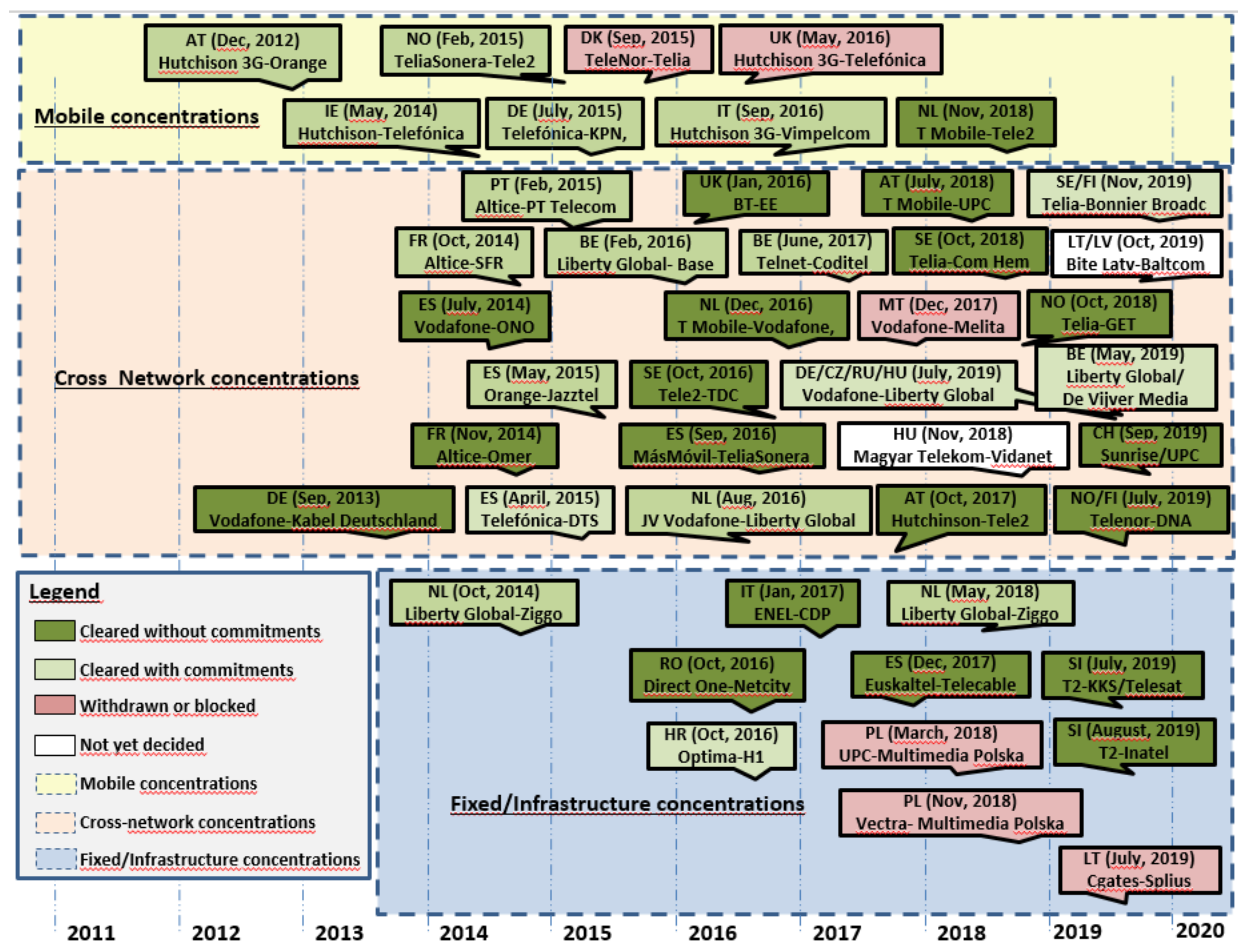 AT (Dec, 2012)
Hutchison 3G-Orange
NO (Feb, 2015)
TeliaSonera-Tele2
DK (Sep, 2015)
TeleNor-Telia
UK (May, 2016)
Hutchison 3G-Telefónica
Mobile concentrations
IE (May, 2014)
Hutchison-Telefónica
DE (July, 2015)
Telefónica-KPN,
IT (Sep, 2016)
Hutchison 3G-Vimpelcom
NL (Nov, 2018)
T Mobile-Tele2
PT (Feb, 2015)
Altice-PT Telecom
UK (Jan, 2016)
BT-EE
AT (July, 2018)
T Mobile-UPC
SE/FI (Nov, 2019)
Telia-Bonnier Broadc
FR (Oct, 2014)
Altice-SFR
BE (Feb, 2016)
Liberty Global- Base
BE (June, 2017)
Telnet-Coditel
SE (Oct, 2018)
Telia-Com Hem
LT/LV (Oct, 2019)
Bite Latv-Baltcom
ES (July, 2014)
Vodafone-ONO
NL (Dec, 2016)
T Mobile-Vodafone,
MT (Dec, 2017)
Vodafone-Melita
NO (Oct, 2018)
Telia-GET
Cross Network concentrations
ES (May, 2015)
Orange-Jazztel
SE (Oct, 2016)
Tele2-TDC
DE/CZ/RU/HU (July, 2019)
Vodafone-Liberty Global
BE (May, 2019)
Liberty Global/
De Vijver Media
FR (Nov, 2014)
Altice-Omer
ES (Sep, 2016)
MásMóvil-TeliaSonera
HU (Nov, 2018)
Magyar Telekom-Vidanet
CH (Sep, 2019)
Sunrise/UPC
DE (Sep, 2013)
Vodafone-Kabel Deutschland
ES (April, 2015)
Telefónica-DTS
NL (Aug, 2016)
JV Vodafone-Liberty Global
AT (Oct, 2017)
Hutchinson-Tele2
NO/FI (July, 2019)
Telenor-DNA
Legend
Cleared without commitments
Cleared with commitments
Withdrawn or blocked
Not yet decided
Mobile concentrations
Cross-network concentrations
Fixed/Infrastructure concentrations
NL (Oct, 2014)
Liberty Global-Ziggo
IT (Jan, 2017)
ENEL-CDP
NL (May, 2018)
Liberty Global-Ziggo
RO (Oct, 2016)
Direct One-Netcity
ES (Dec, 2017)
Euskaltel-Telecable
SI (July, 2019)
T2-KKS/Telesat
HR (Oct, 2016)
Optima-H1
PL (March, 2018)
UPC-Multimedia Polska
SI (August, 2019)
T2-Inatel
Fixed/Infrastructure concentrations
PL (Nov, 2018)
Vectra- Multimedia Polska
LT (July, 2019)
Cgates-Splius
2011 2012 2013 2014 2015 2016 2017 2018 2019 2020